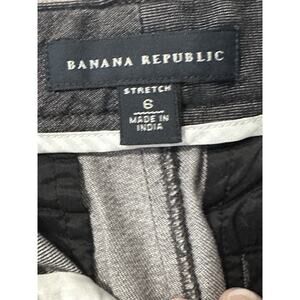 BANANA REPUBLIC
STRETCH
6
MADE IN
INDIA